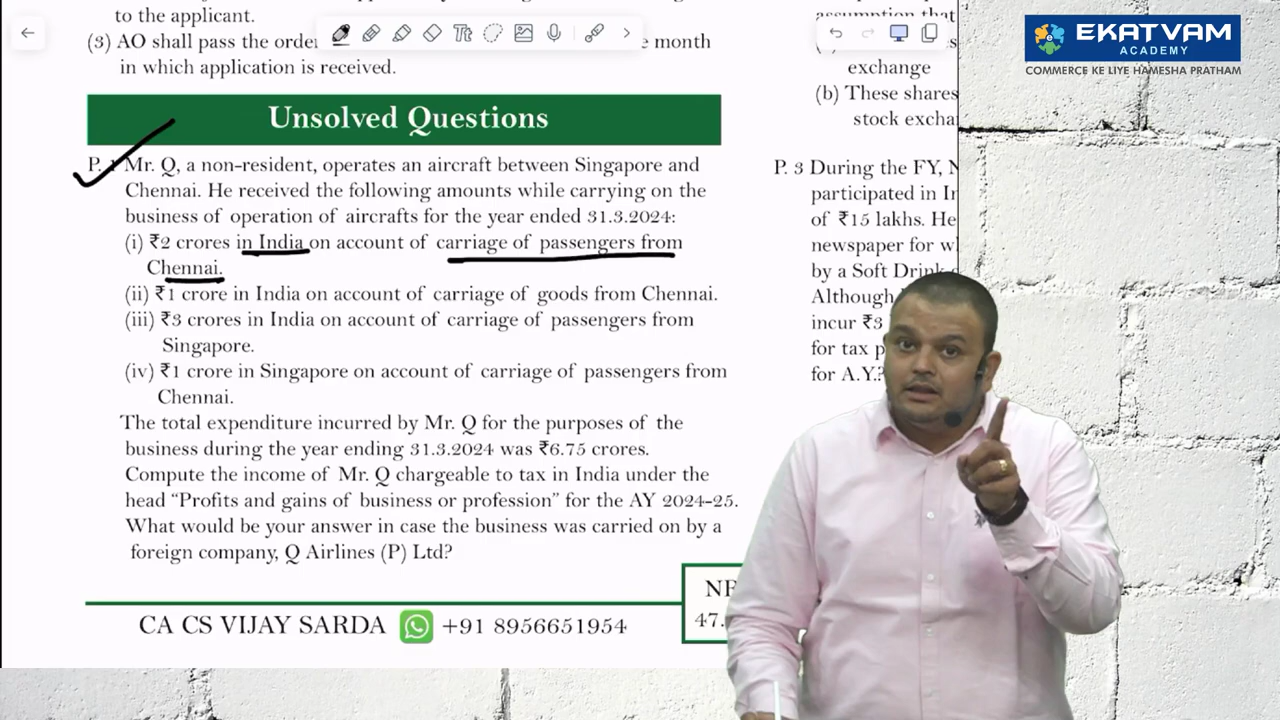 to the applicant.
(3) AO shall pass the order
e month
in which application is received.
Unsolved Questions
P. 1 Mr. Q, a non-resident, operates an aircraft between Singapore and
Chennai. He received the following amounts while carrying on the
business of operation of aircrafts for the year ended 31.3.2024:
(i) ₹2 crores in India on account of carriage of passengers from
Chennai.
(ii) ₹1 crore in India on account of carriage of goods from Chennai.
(iii) ₹3 crores in India on account of carriage of passengers from
Singapore.
(iv) ₹1 crore in Singapore on account of carriage of passengers from
Chennai.
The total expenditure incurred by Mr. Q for the purposes of the
business during the year ending 31.3.2024 was ₹6.75 crores.
Compute the income of Mr. Q chargeable to tax in India under the
head “Profits and gains of business or profession” for the AY 2024-25.
What would be your answer in case the business was carried on by a
foreign company, Q Airlines (P) Ltd?
CA CS VIJAY SARDA +91 8956651954
47.
assumption that
exchange
(b) These shares
stock excha
P. 3 During the FY, N
participated in In
of ₹15 lakhs. He
newspaper for w
by a Soft Drink
Although
incur ₹3
for tax p
for A.Y.?
EKATVAM
ACADEMY
COMMERCE KE LIYE HAMESHA PRATHAM